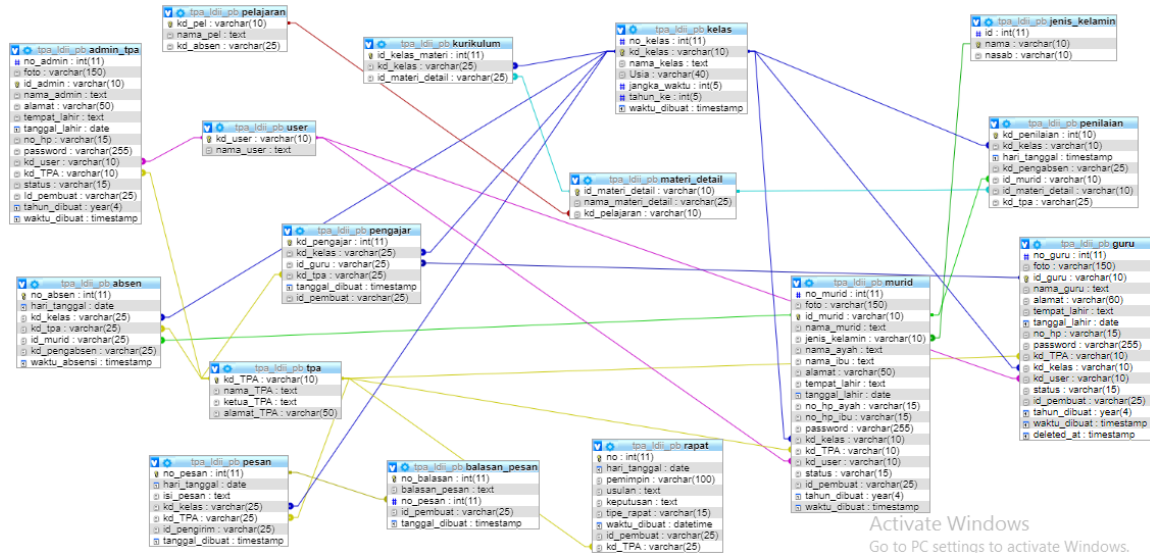 tpa_ldii_pb pelajaran
kd_pel : varchar(10)
nama_pel : text
kd_absen : varchar(25)
tpa_ldii_pb kurikulum
id_kelas_materi : int(11)
kd_kelas : varchar(25)
id_materi_detail : varchar(25)
tpa_ldii_pb kelas
no_kelas : int(11)
kd_kelas : varchar(10)
nama_kelas : text
Usia : varchar(40)
jangka_waktu : int(5)
tahun_ke : int(5)
waktu_dibuat : timestamp
tpa_ldii_pb jenis_kelamin
id : int(11)
nama : varchar(10)
nasab : varchar(10)
tpa_ldii_pb admin_tpa
no_admin : int(11)
foto : varchar(150)
id_admin : varchar(10)
nama_admin : text
alamat : varchar(50)
tempat_lahir : text
tanggal_lahir : date
no_hp : varchar(15)
password : varchar(255)
kd_user : varchar(10)
kd_TPA : varchar(10)
status : varchar(15)
Id_pembuat : varchar(25)
tahun_dibuat : year(4)
waktu_dibuat : timestamp
tpa_ldii_pb user
kd_user : varchar(10)
nama_user : text
tpa_ldii_pb materi_detail
id_materi_detail : varchar(10)
nama_materi_detail : varchar(25)
kd_pelajaran : varchar(10)
tpa_ldii_pb penilaian
kd_penilaian : int(10)
kd_kelas : varchar(10)
hari_tanggal : timestamp
kd_pengabsen : varchar(25)
id_murid : varchar(10)
id_materi_detail : varchar(10)
kd_tpa : varchar(25)
tpa_ldii_pb pengajar
kd_pengajar : int(11)
kd_kelas : varchar(25)
id_guru : varchar(25)
kd_tpa : varchar(25)
tanggal_dibuat : timestamp
id_pembuat : varchar(25)
tpa_ldii_pb guru
no_guru : int(11)
foto : varchar(150)
id_guru : varchar(10)
nama_guru : text
alamat : varchar(60)
tempat_lahir : text
tanggal_lahir : date
no_hp : varchar(15)
password : varchar(255)
kd_TPA : varchar(10)
kd_kelas : varchar(10)
kd_user : varchar(10)
status : varchar(15)
id_pembuat : varchar(25)
tahun_dibuat : year(4)
waktu_dibuat : timestamp
deleted_at : timestamp
tpa_ldii_pb absen
no_absen : int(11)
hari_tanggal : date
kd_kelas : varchar(25)
kd_tpa : varchar(25)
id_murid : varchar(25)
kd_pengabsen : varchar(25)
waktu_absensi : timestamp
tpa_ldii_pb murid
no_murid : int(11)
foto : varchar(150)
id_murid : varchar(10)
nama_murid : text
jenis_kelamin : varchar(10)
nama_ayah : text
nama_ibu : text
alamat : varchar(50)
tempat_lahir : text
tanggal_lahir : date
no_hp_ayah : varchar(15)
no_hp_ibu : varchar(15)
password : varchar(255)
kd_kelas : varchar(10)
kd_TPA : varchar(10)
kd_user : varchar(10)
status : varchar(15)
id_pembuat : varchar(25)
tahun_dibuat : year(4)
waktu_dibuat : timestamp
tpa_ldii_pb tpa
kd_TPA : varchar(10)
nama_TPA : text
ketua_TPA : text
alamat_TPA : varchar(50)
tpa_ldii_pb pesan
no_pesan : int(11)
hari_tanggal : date
isi_pesan : text
kd_kelas : varchar(25)
kd_TPA : varchar(25)
id_pengirim : varchar(25)
tanggal_dibuat : timestamp
tpa_ldii_pb balasan_pesan
no_balasan : int(11)
balasan_pesan : text
no_pesan : int(11)
id_pembuat : varchar(25)
tanggal_dibuat : timestamp
tpa_ldii_pb rapat
no : int(11)
hari_tanggal : date
pemimpin : varchar(100)
usulan : text
keputusan : text
tipe_rapat : varchar(15)
waktu_dibuat : datetime
id_pembuat : varchar(25)
kd_TPA : varchar(25)
Activate Windows
Go to PC settings to activate Windows.